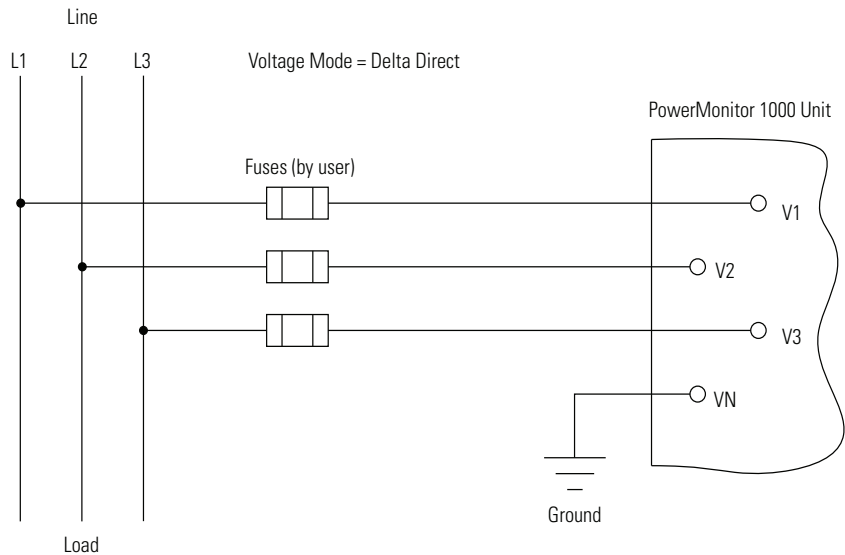 Line
L1 L2 L3 Voltage Mode = Delta Direct
PowerMonitor 1000 Unit
Fuses (by user)
V1
V2
V3
VN
Ground
Load